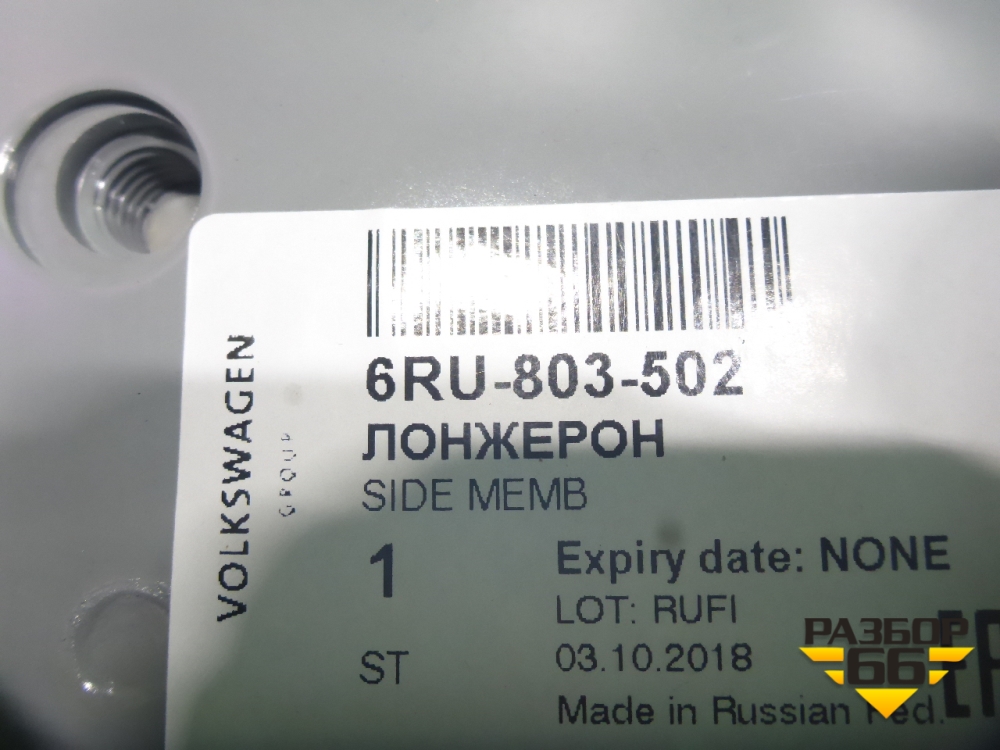 VOLKSWAGEN
GROUP
6RU-803-502
ЛОНЖЕРОН
SIDE MEMB
1
Expiry date: NONE
LOT: RUFI
ST
03.10.2018
Made in Russian Fed.
РАЗБОР
66